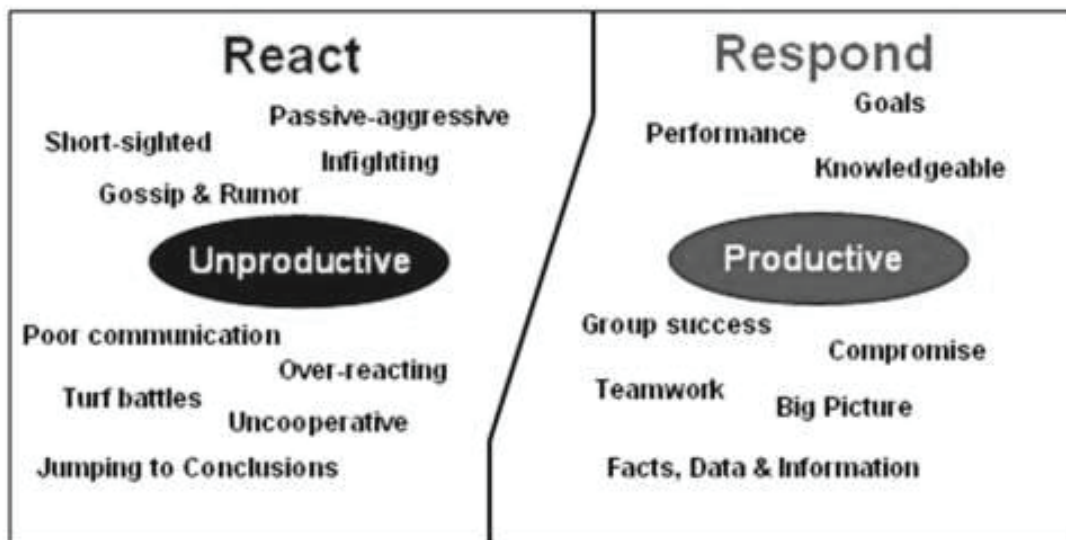 React
Passive-aggressive
Short-sighted
Infighting
Gossip & Rumor
Unproductive
Poor communication
Over-reacting
Turf battles
Uncooperative
Jumping to Conclusions
Respond
Goals
Performance
Knowledgeable
Productive
Group success
Compromise
Teamwork
Big Picture
Facts, Data & Information